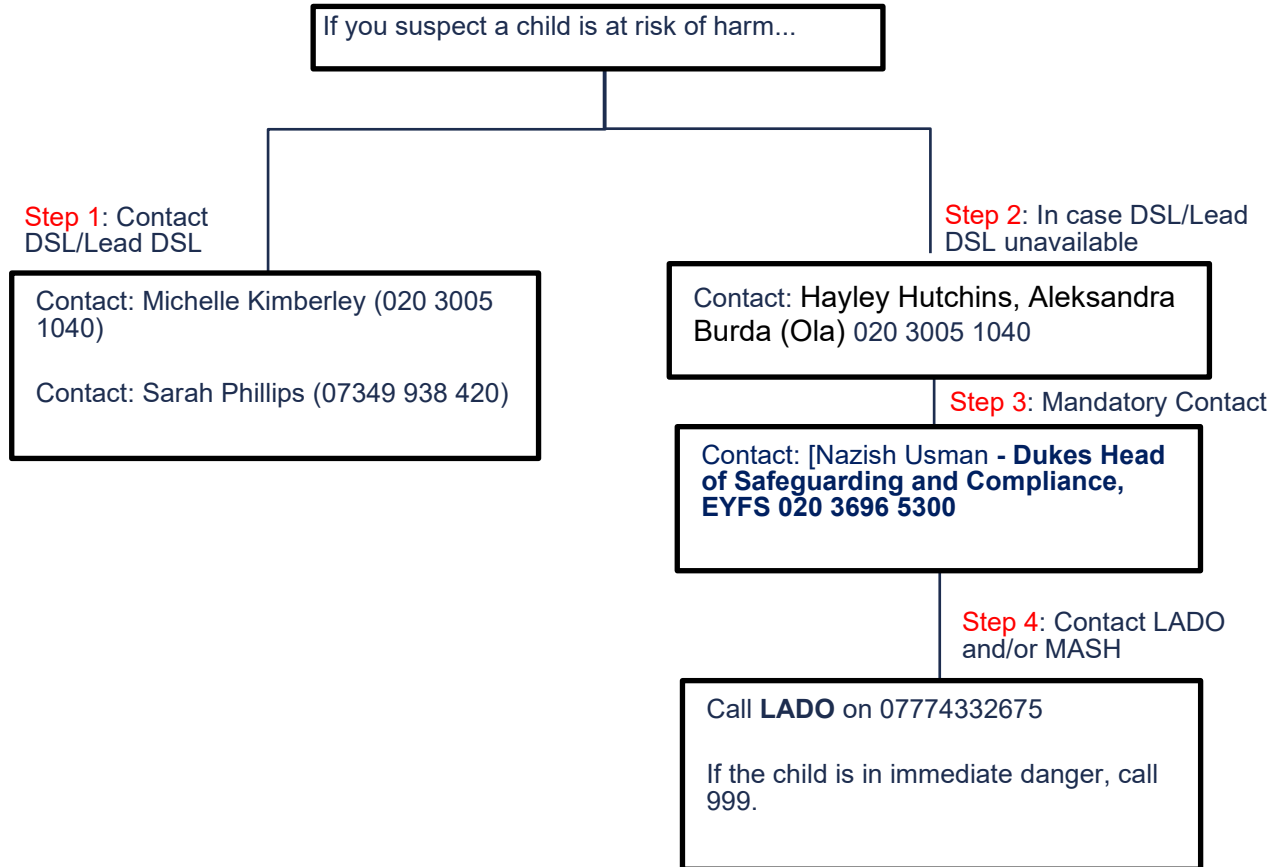 If you suspect a child is at risk of harm...
Step 1: Contact
DSL/Lead DSL
Contact: Michelle Kimberley (020 3005
1040)
Contact: Sarah Phillips (07349 938 420)
Step 2: In case DSL/Lead
DSL unavailable
Contact: Hayley Hutchins, Aleksandra
Burda (Ola) 020 3005 1040
Step 3: Mandatory Contact
Contact: [Nazish Usman - Dukes Head
of Safeguarding and Compliance,
EYFS 020 3696 5300
Step 4: Contact LADO
and/or MASH
Call LADO on 07774332675
If the child is in immediate danger, call
999.